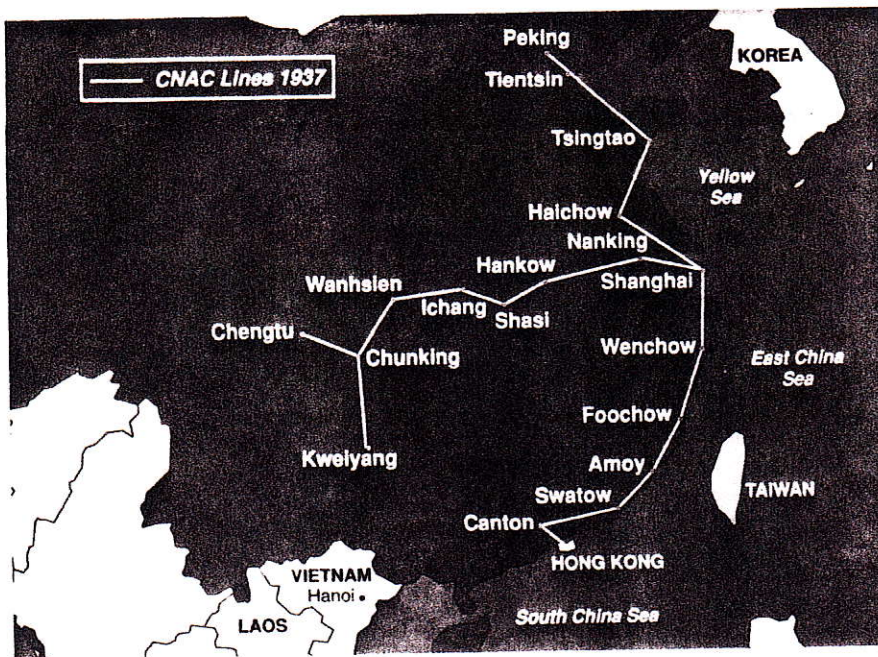 CNAC Lines 1937
Peking
KOREA
Tientsin
Tsingtao
Yellow
Sea
Haichow
Nanking
Hankow
Shanghai
Wanhsien
Ichang
Shasi
Chengtu
Chunking
Wenchow
East China
Sea
Foochow
Kweiyang
Amoy
Swatow
TAIWAN
Canton
HONG KONG
VIETNAM
Hanoi
LAOS
South China Sea